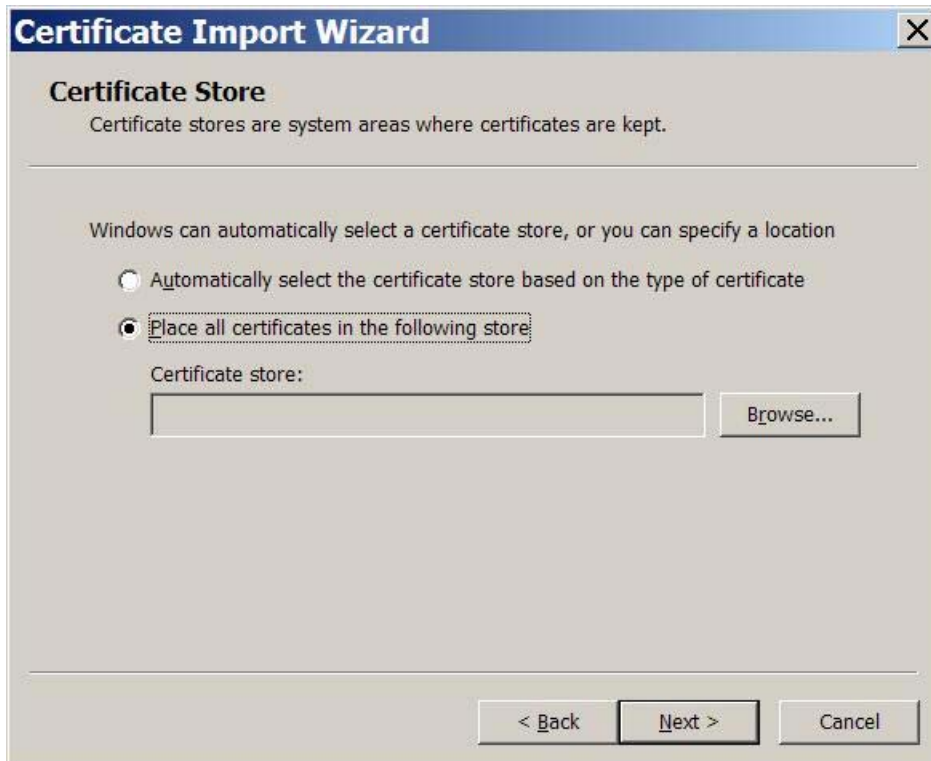 Certificate Import Wizard
Certificate Store
Certificate stores are system areas where certificates are kept.
Windows can automatically select a certificate store, or you can specify a location
Automatically select the certificate store based on the type of certificate
Place all certificates in the following store
Certificate store:
Browse...
< Back
Next >
Cancel